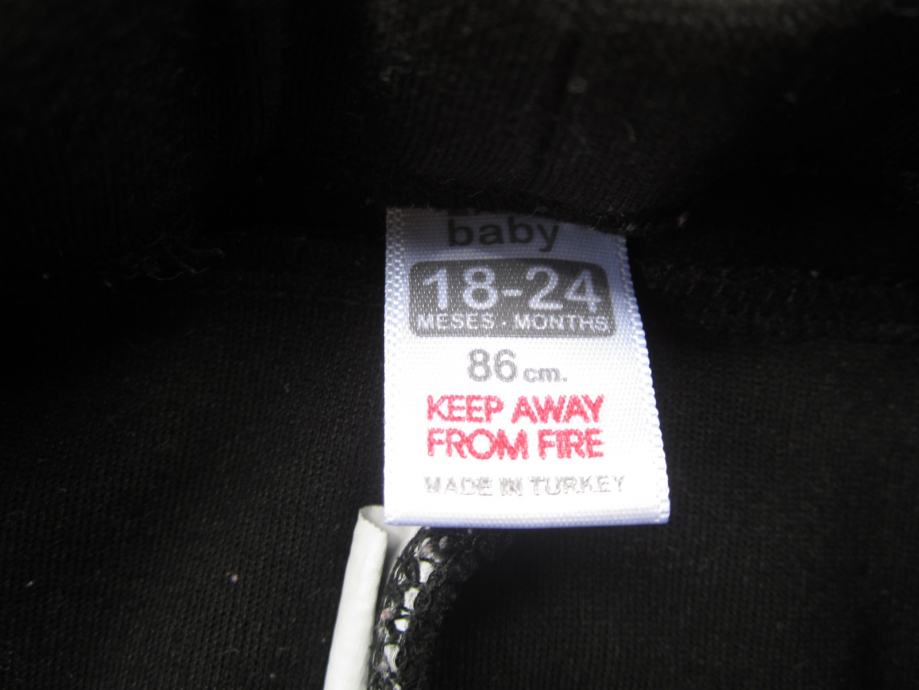 baby
18-24
MESES · MONTHS
86 cm.
KEEP AWAY
FROM FIRE
MADE IN TURKEY